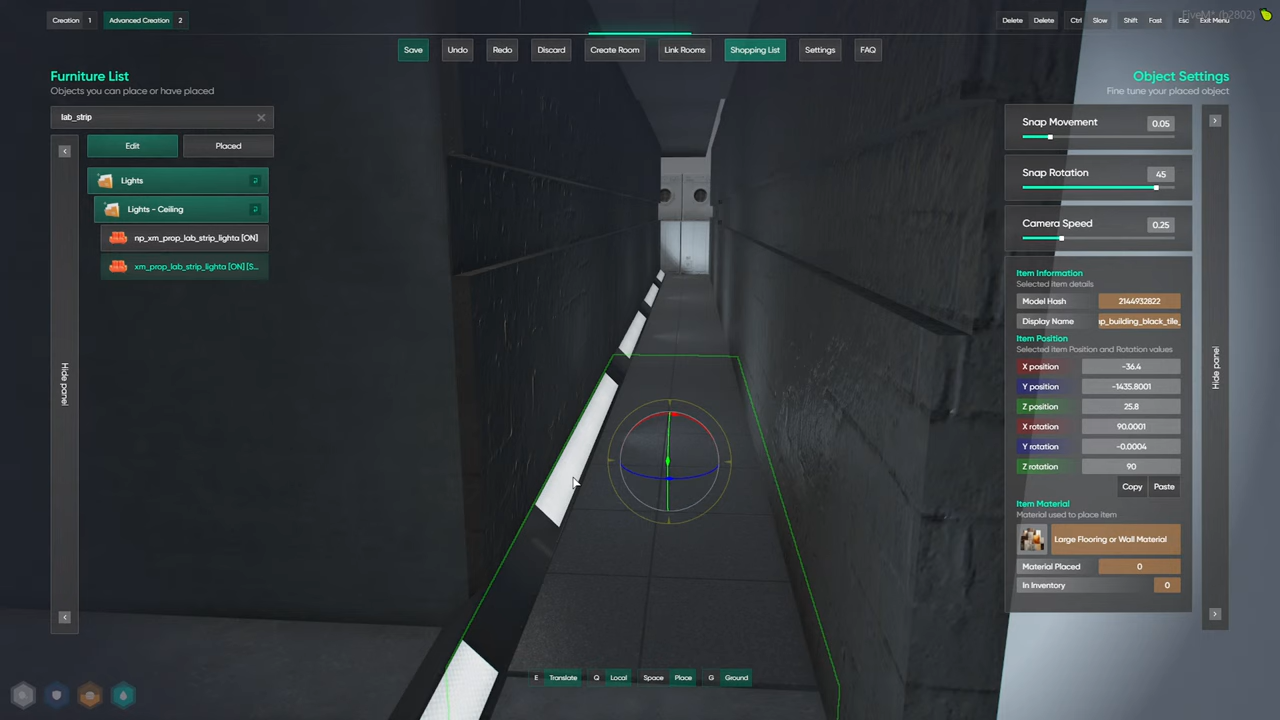 Creation 1
Advanced Creation 2
Delete Delete Ctrl Slow Shift Fast Esc Exit Menu
FiveM* (b2802)
Save Undo Redo Discard Create Room Link Rooms Shopping List Settings FAQ
Furniture List
Objects you can place or have placed
lab_strip
Edit Placed
Lights
Lights - Ceiling
np_xm_prop_lab_strip_lighta [ON]
xm_prop_lab_strip_lighta [ON] [S...
Hide panel
Object Settings
Fine tune your placed object
Snap Movement 0.05
Snap Rotation 45
Camera Speed 0.25
Item Information
Selected item details
Model Hash 2144932822
Display Name np_building_black_tile_
Item Position
Selected item Position and Rotation values
X position -36.4
Y position -1435.8001
Z position 25.8
X rotation 90.0001
Y rotation -0.0004
Z rotation 90
Copy Paste
Item Material
Material used to place item
Large Flooring or Wall Material
Material Placed 0
In Inventory 0
Hide panel
E Translate Q Local Space Place G Ground